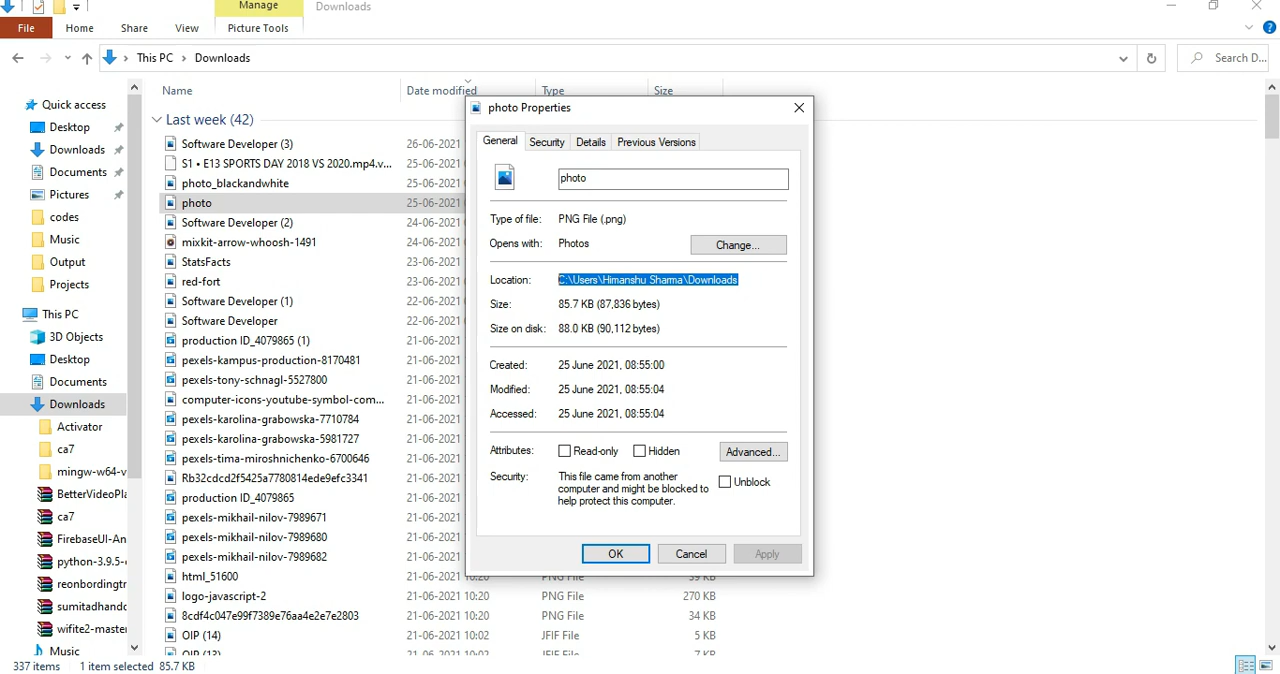 Manage
Downloads
File
Home
Share
View
Picture Tools
This PC
Downloads
Search D...
Name
Date modified
Type
Size
Quick access
Desktop
Downloads
Documents
Pictures
codes
Music
Output
Projects
This PC
3D Objects
Desktop
Documents
Downloads
Activator
ca7
mingw-w64-v
BetterVideoPla
ca7
FirebaseUI-An
python-3.9.5-
reonbordingtr
sumitadhandc
wifite2-master
Music
Last week (42)
Software Developer (3) 26-06-2021
S1 • E13 SPORTS DAY 2018 VS 2020.mp4.v... 25-06-2021
photo_blackandwhite 25-06-2021
photo 25-06-2021
Software Developer (2) 24-06-2021
mixkit-arrow-whoosh-1491 24-06-2021
StatsFacts 23-06-2021
red-fort 23-06-2021
Software Developer (1) 22-06-2021
Software Developer 22-06-2021
production ID_4079865 (1) 21-06-2021
pexels-kampus-production-8170481 21-06-2021
pexels-tony-schnagl-5527800 21-06-2021
computer-icons-youtube-symbol-com... 21-06-2021
pexels-karolina-grabowska-7710784 21-06-2021
pexels-karolina-grabowska-5981727 21-06-2021
pexels-tima-miroshnichenko-6700646 21-06-2021
Rb32cdcd2f5425a7780814ede9efc3341 21-06-2021
production ID_4079865 21-06-2021
pexels-mikhail-nilov-7989671 21-06-2021
pexels-mikhail-nilov-7989680 21-06-2021
pexels-mikhail-nilov-7989682 21-06-2021
html_51600 21-06-2021 10:20 PNG File 39 KB
logo-javascript-2 21-06-2021 10:20 PNG File 270 KB
8cdf4c047e99f7389e76aa4e2e7e2803 21-06-2021 10:20 PNG File 34 KB
OIP (14) 21-06-2021 10:02 JFIF File 5 KB
OIP (13) 21-06-2021 10:02 JFIF File 7 KB
photo Properties
General
Security
Details
Previous Versions
photo
Type of file: PNG File (.png)
Opens with: Photos
Change...
Location: C:\Users\Himanshu Sharma\Downloads
Size: 85.7 KB (87,836 bytes)
Size on disk: 88.0 KB (90,112 bytes)
Created: 25 June 2021, 08:55:00
Modified: 25 June 2021, 08:55:04
Accessed: 25 June 2021, 08:55:04
Attributes: Read-only Hidden Advanced...
Security: This file came from another
computer and might be blocked to
help protect this computer.
Unblock
OK
Cancel
Apply
337 items
1 item selected 85.7 KB